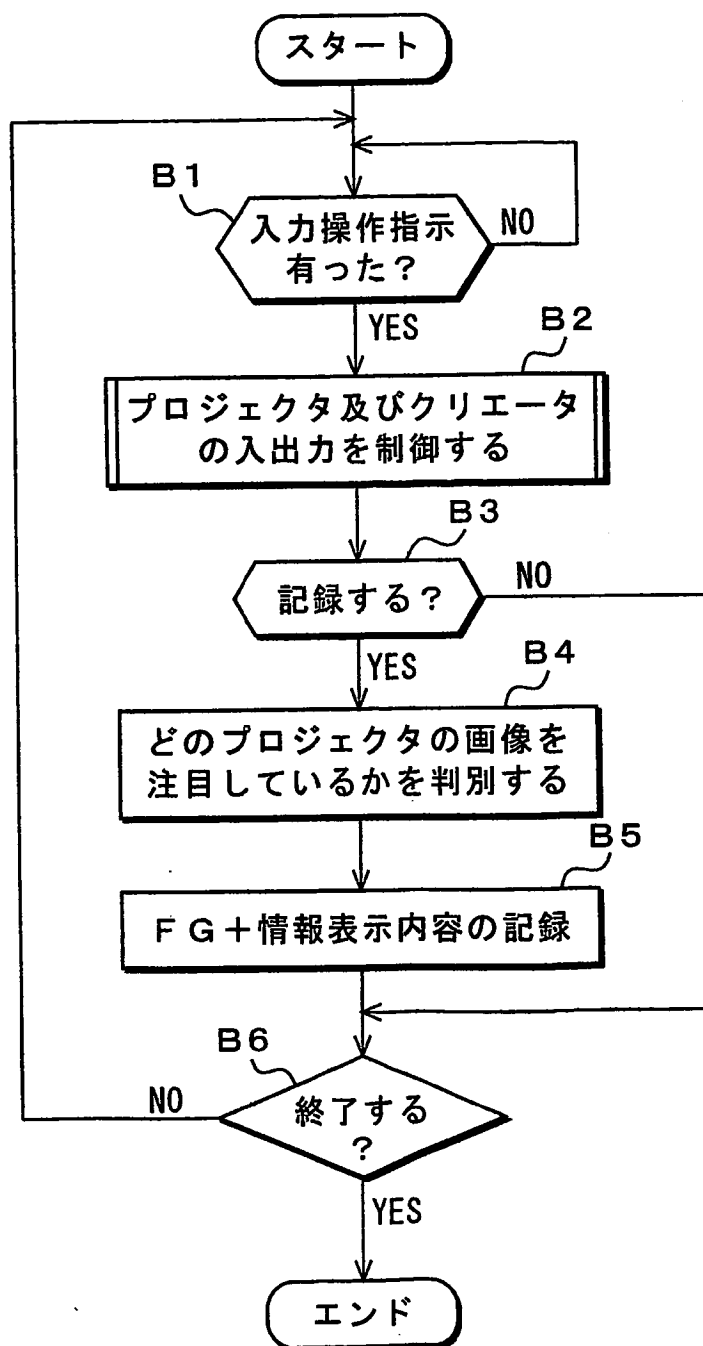 スタート
B1
入力操作指示
有った?
NO
YES
B2
プロジェクタ及びクリエータ
の入出力を制御する
B3
記録する?
NO
YES
B4
どのプロジェクタの画像を
注目しているかを判別する
B5
FG+情報表示内容の記録
B6
NO
終了する
?
YES
エンド